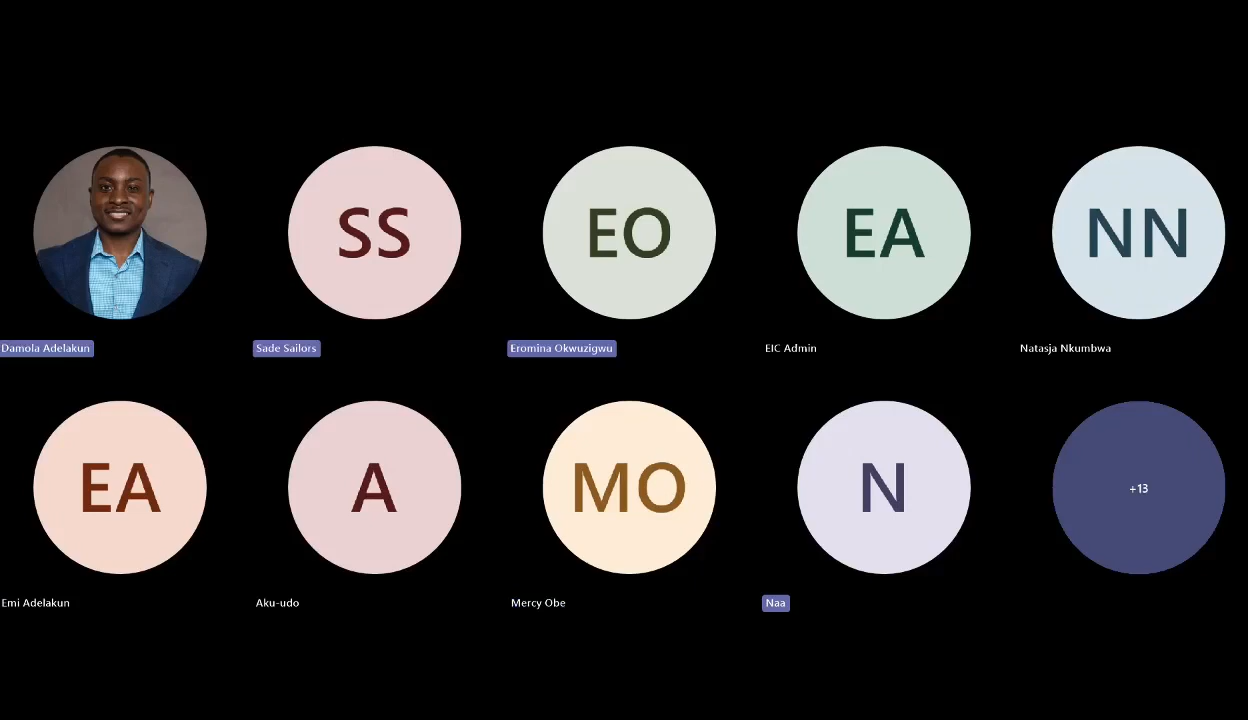 SS
EO
EA
NN
Damola Adelakun
Sade Sailors
Eromina Okwuzigwu
EIC Admin
Natasja Nkumbwa
EA
A
MO
N
+13
Emi Adelakun
Aku-udo
Mercy Obe
Naa